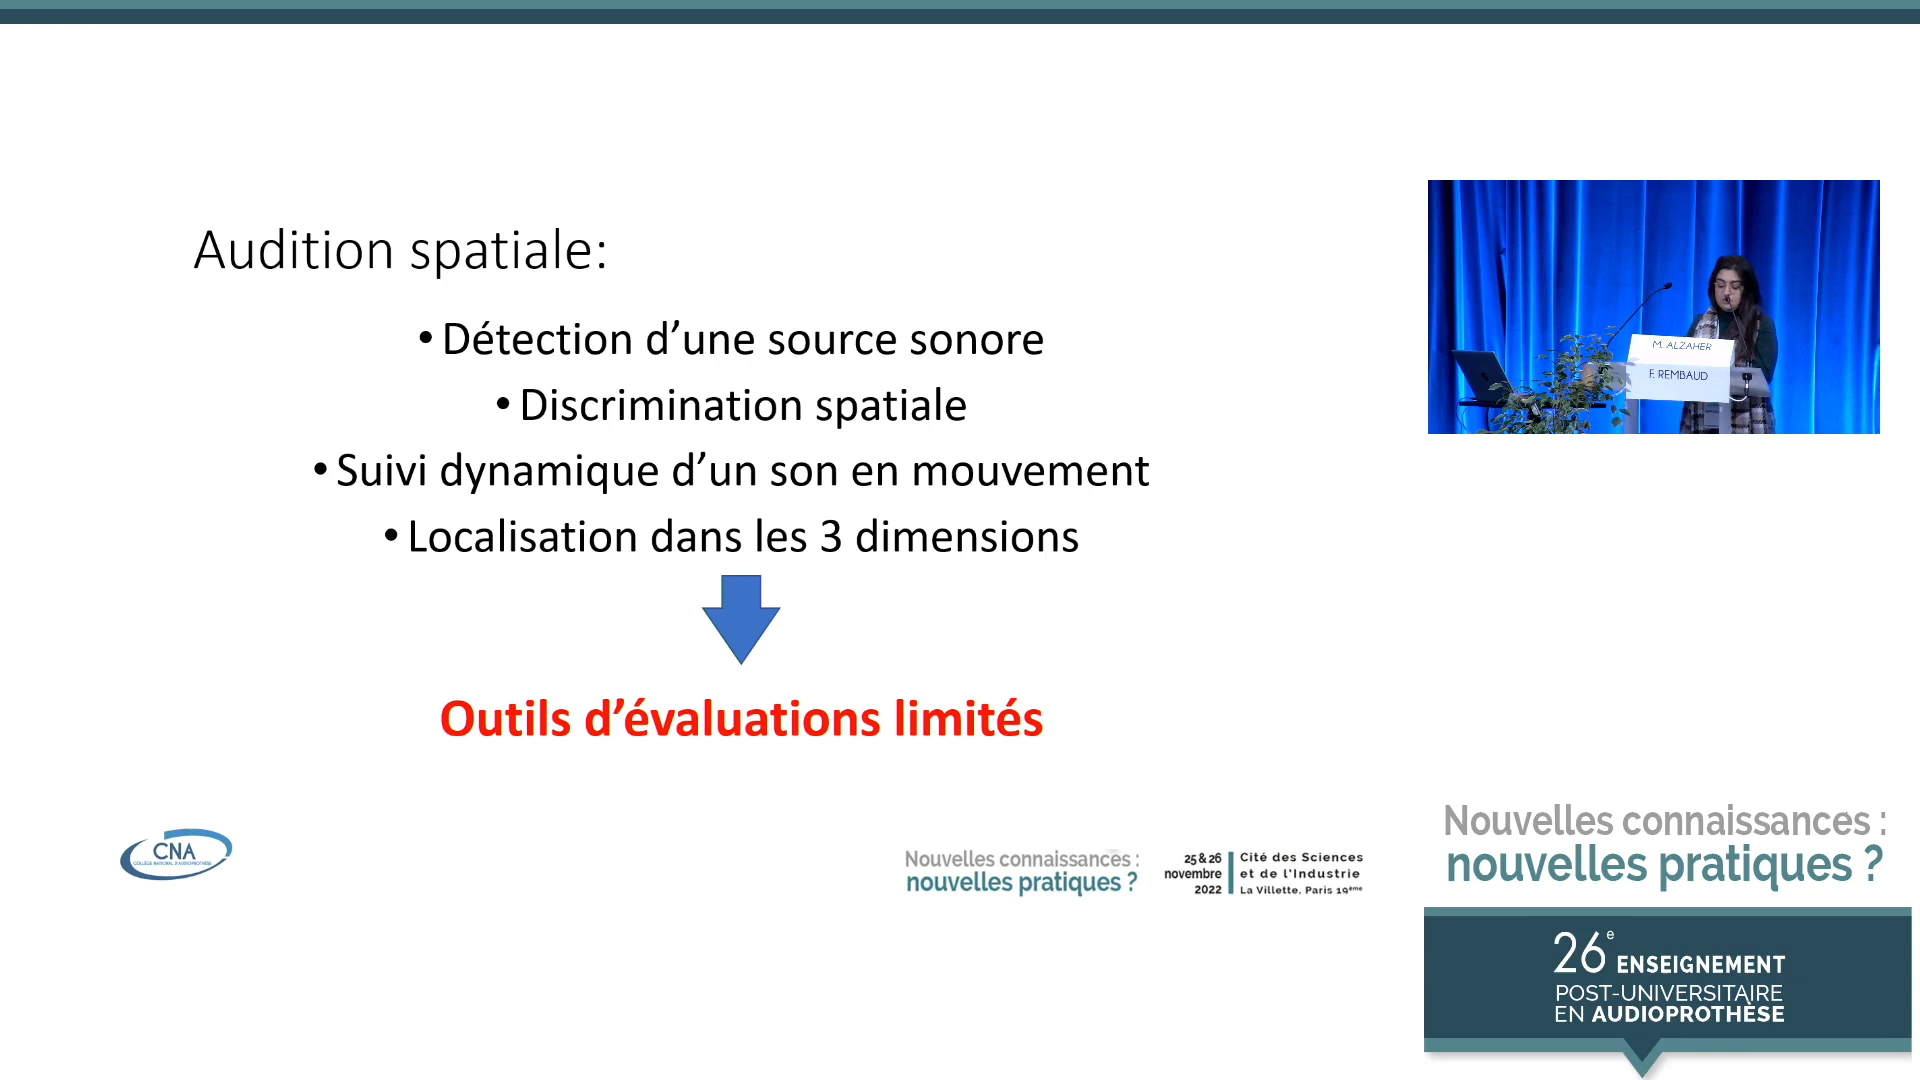 Audition spatiale:
• Détection d’une source sonore
• Discrimination spatiale
• Suivi dynamique d’un son en mouvement
• Localisation dans les 3 dimensions
Outils d’évaluations limités
M. ALZAHER
F. REMBAUD
CNA
COLLÈGE NATIONAL D'AUDIOPROTHÈSE
Nouvelles connaissances :
nouvelles pratiques ?
25 & 26
novembre
2022
Cité des Sciences
et de l'Industrie
La Villette. Paris 19ème
Nouvelles connaissances :
nouvelles pratiques ?
26e ENSEIGNEMENT
POST-UNIVERSITAIRE
EN AUDIOPROTHÈSE